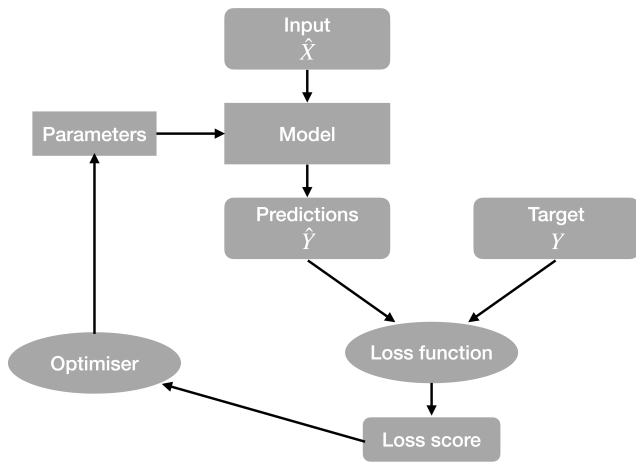 Input
X̂
Parameters
Model
Predictions
Ŷ
Target
Y
Optimiser
Loss function
Loss score